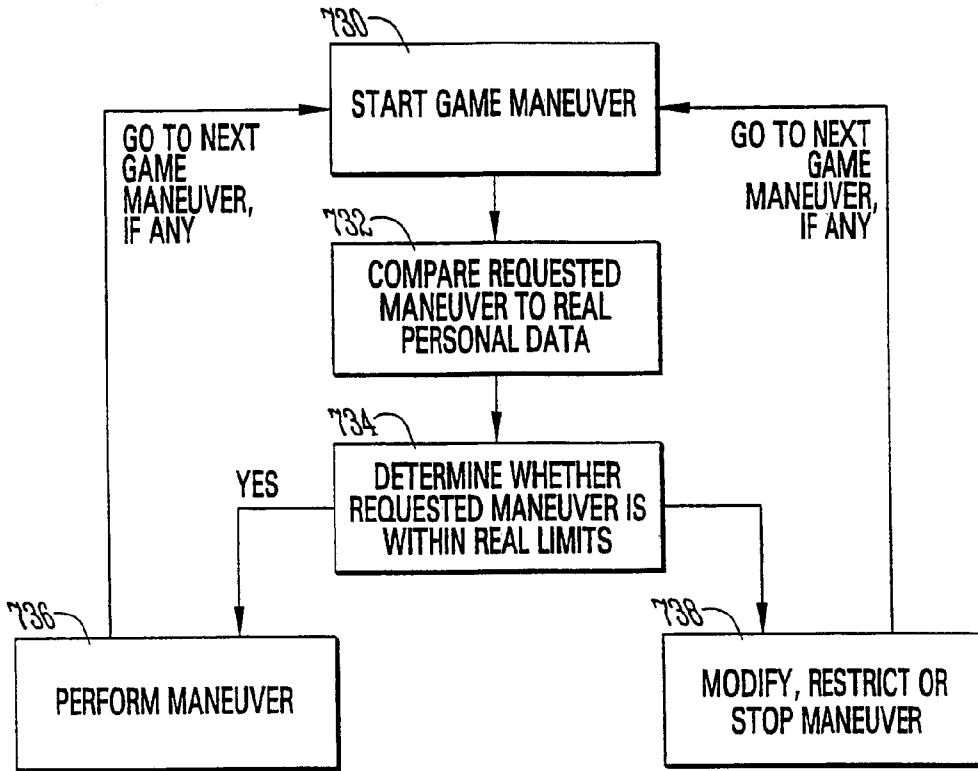 730
START GAME MANEUVER
GO TO NEXT
GAME
MANEUVER,
IF ANY
GO TO NEXT
GAME
MANEUVER,
IF ANY
732
COMPARE REQUESTED
MANEUVER TO REAL
PERSONAL DATA
734
DETERMINE WHETHER
REQUESTED MANEUVER IS
WITHIN REAL LIMITS
YES
736
PERFORM MANEUVER
738
MODIFY, RESTRICT OR
STOP MANEUVER